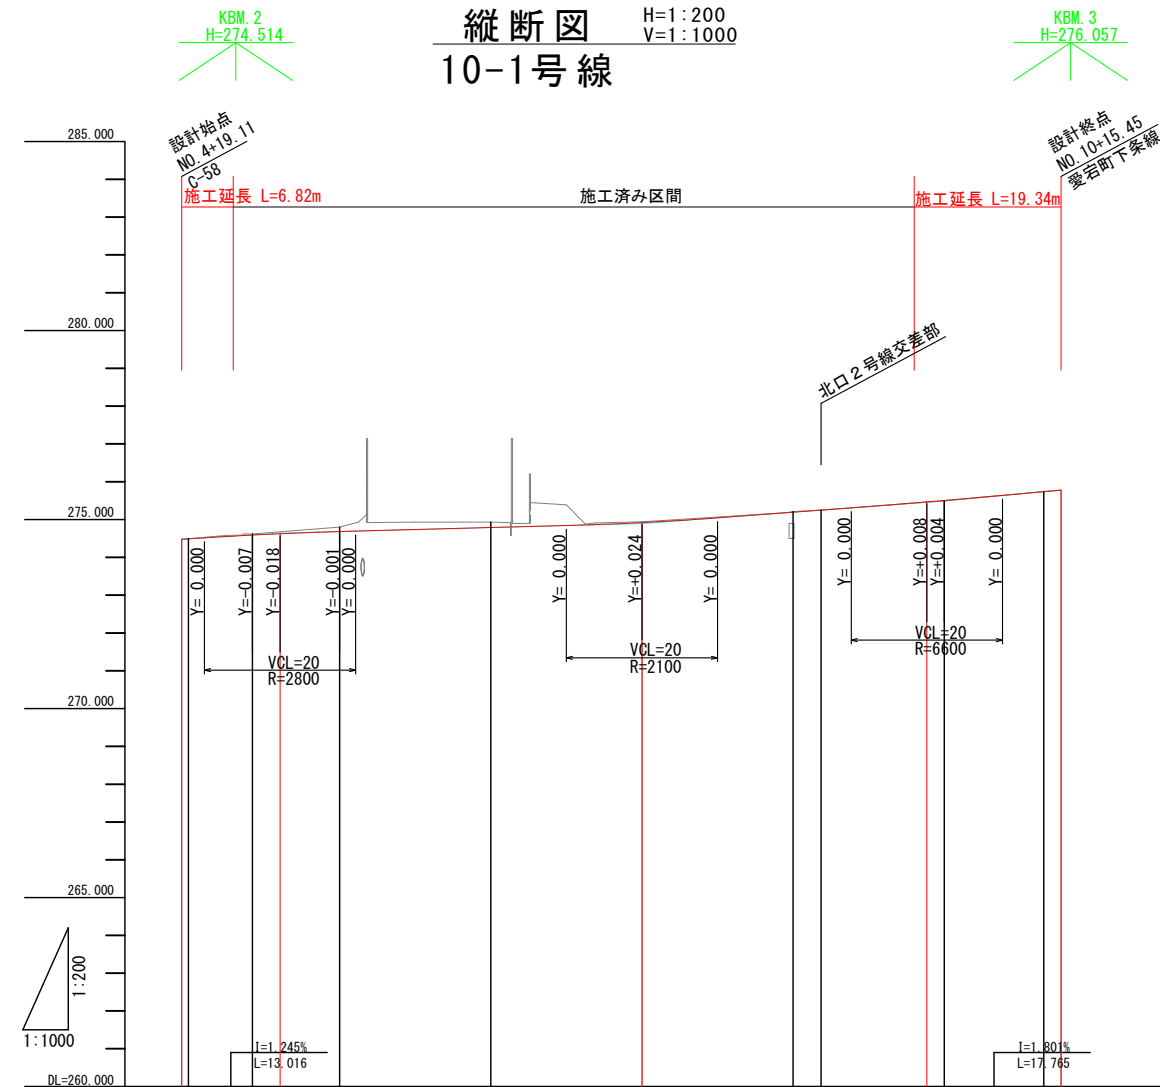 縦断図
H=1:200
V=1:1000
10-1号線
KBM.2
H=274.514
KBM.3
H=276.057
設計始点
NO.4+19.11
C-58
設計終点
NO.10+15.45
愛宕町下条線
施工延長 L=6.82m
施工済み区間
施工延長 L=19.34m
285.000
280.000
北口2号線交差部
275.000
Y= 0.000
Y=-0.007
Y=-0.018
Y=-0.001
Y= 0.000
Y= 0.000
Y=+0.024
Y= 0.000
Y= 0.000
Y=+0.008
Y=+0.004
Y= 0.000
VCL=20
R=2800
VCL=20
R=2100
VCL=20
R=6600
270.000
265.000
1:200
1:1000
I=1.245%
L=13.016
I=1.801%
L=17.765
DL=260.000